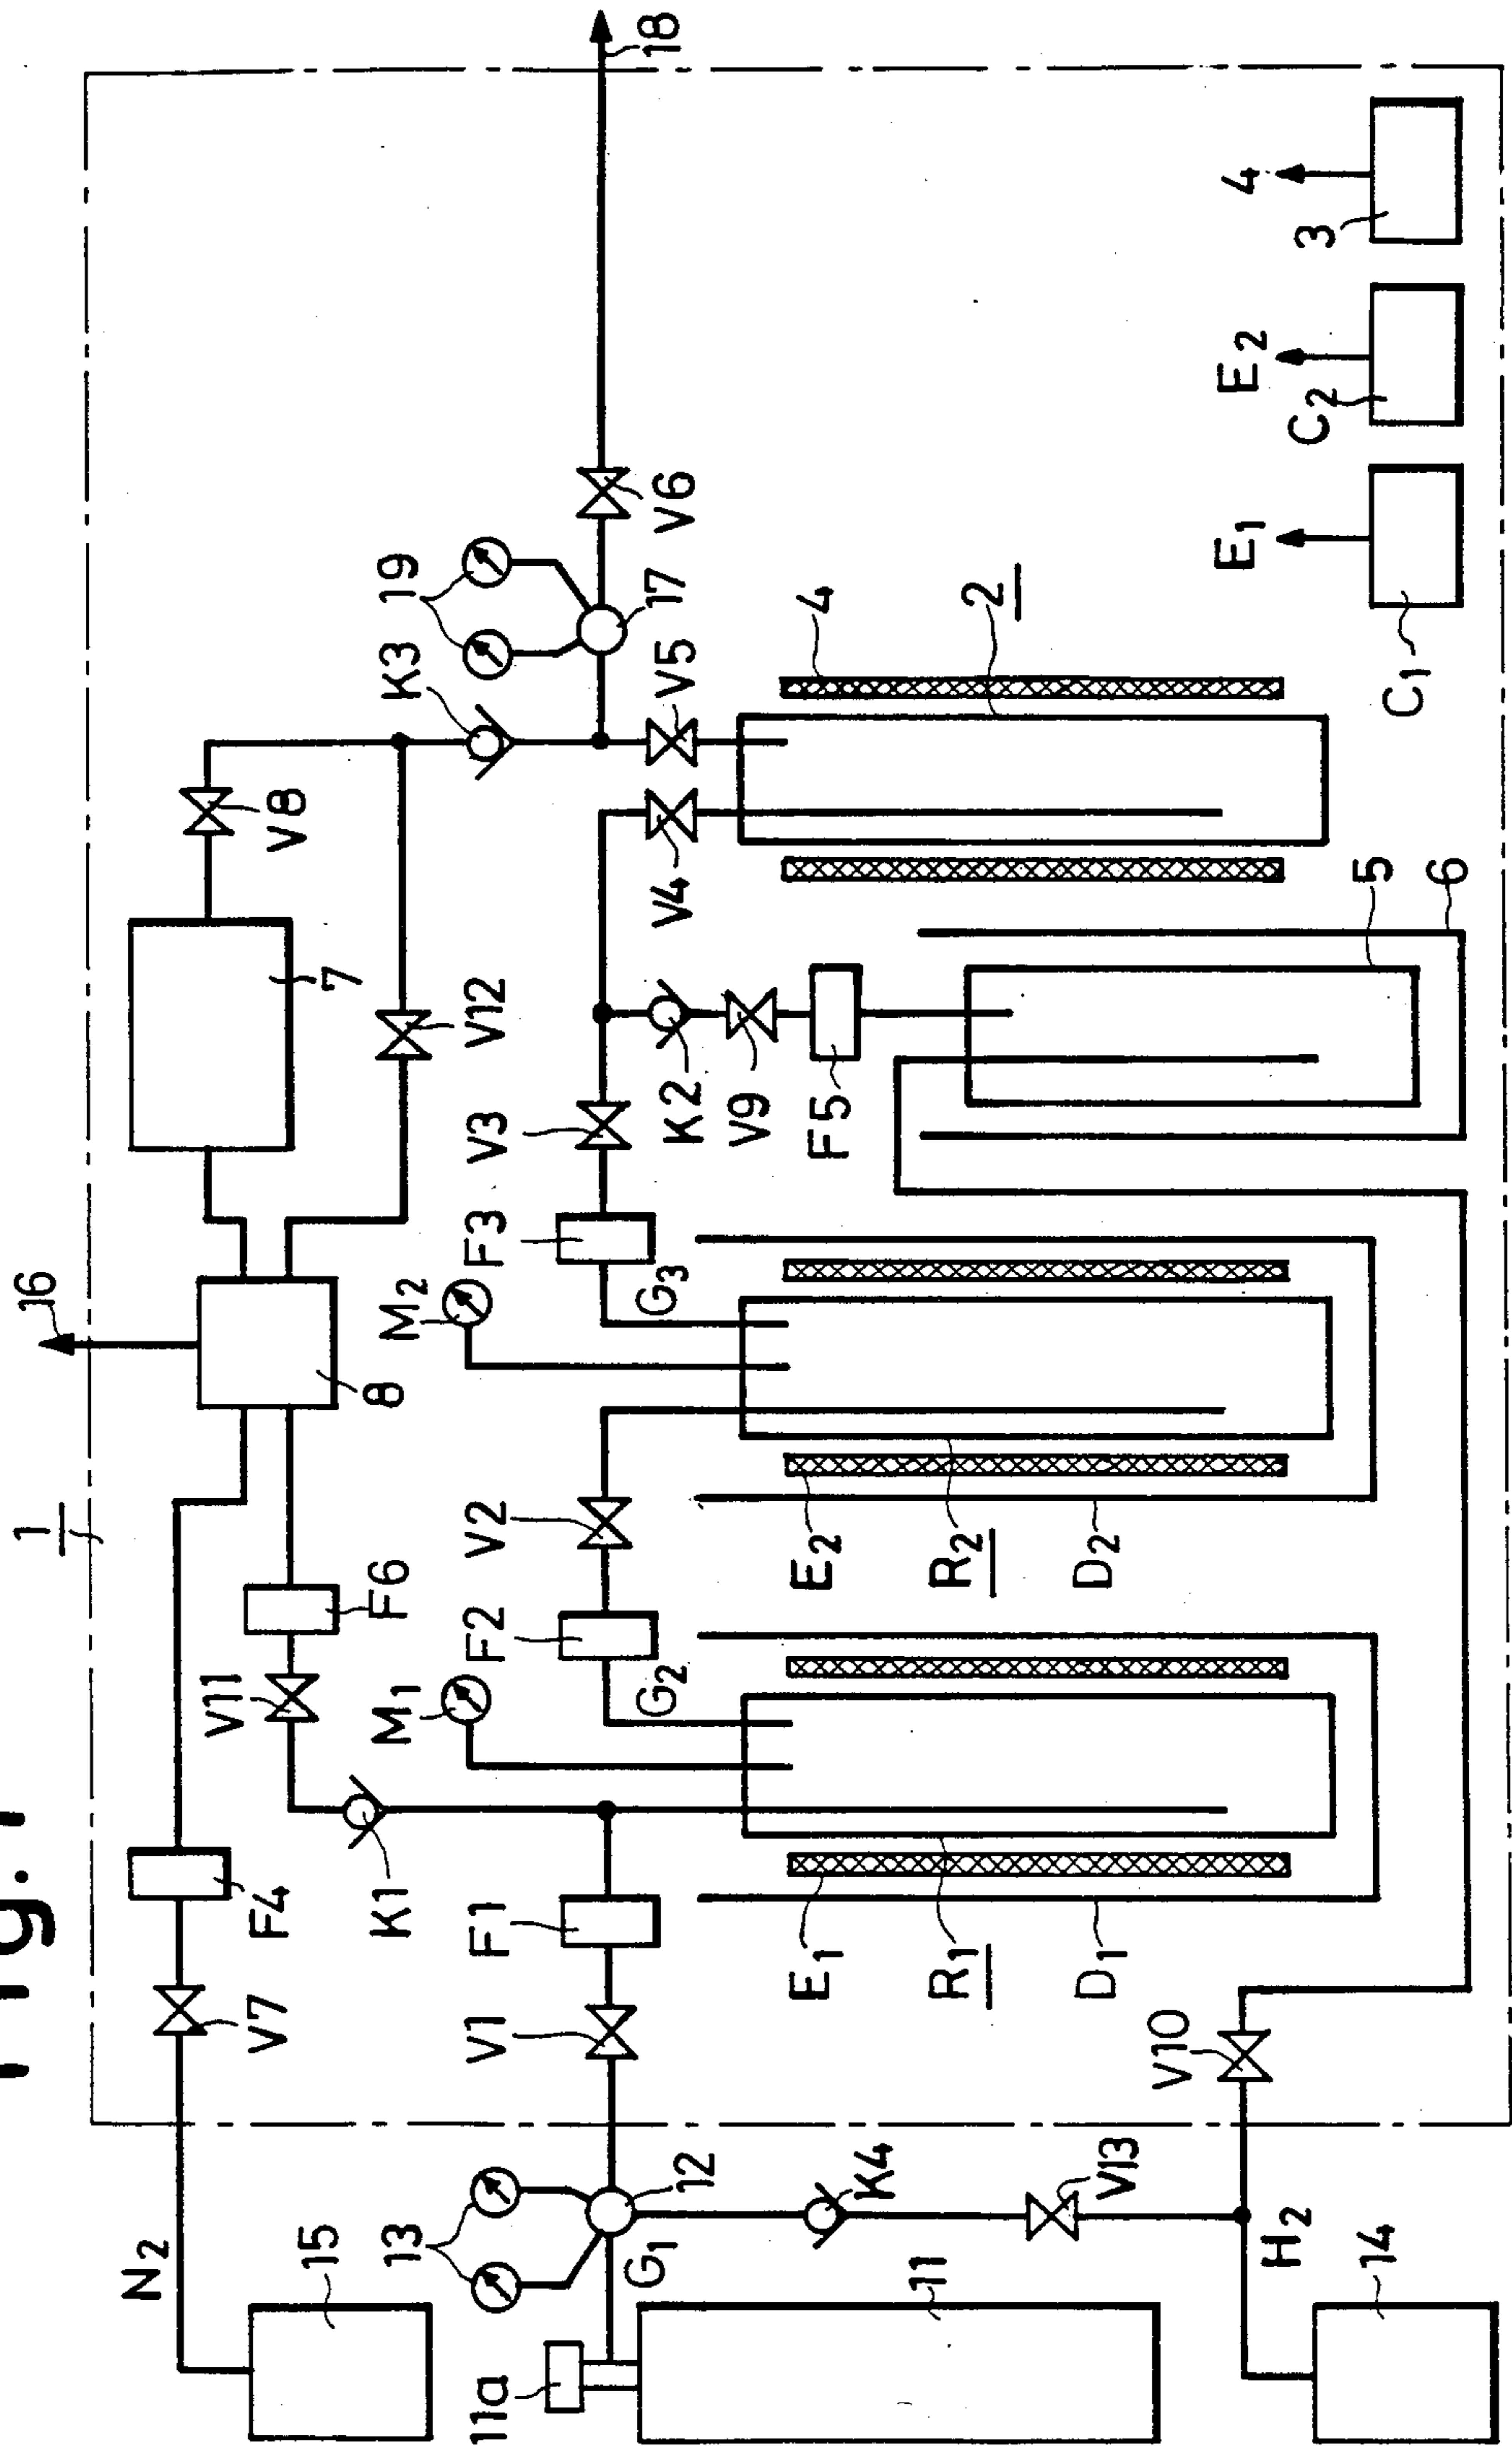 Fig. 1
1
16
N2
V7
F4
V11
F6
8
7
V8
15
13
K1
M1
M2
V12
K3
19
11a
V1
F1
F2
V2
F3
V3
18
G1
12
G2
G3
K2
V4
V5
17
V6
V9
F5
4
E1
E2
11
K4
R1
R2
2
V13
V10
D1
D2
E1
E2
4
H2
C2
3
14
5
C1
6